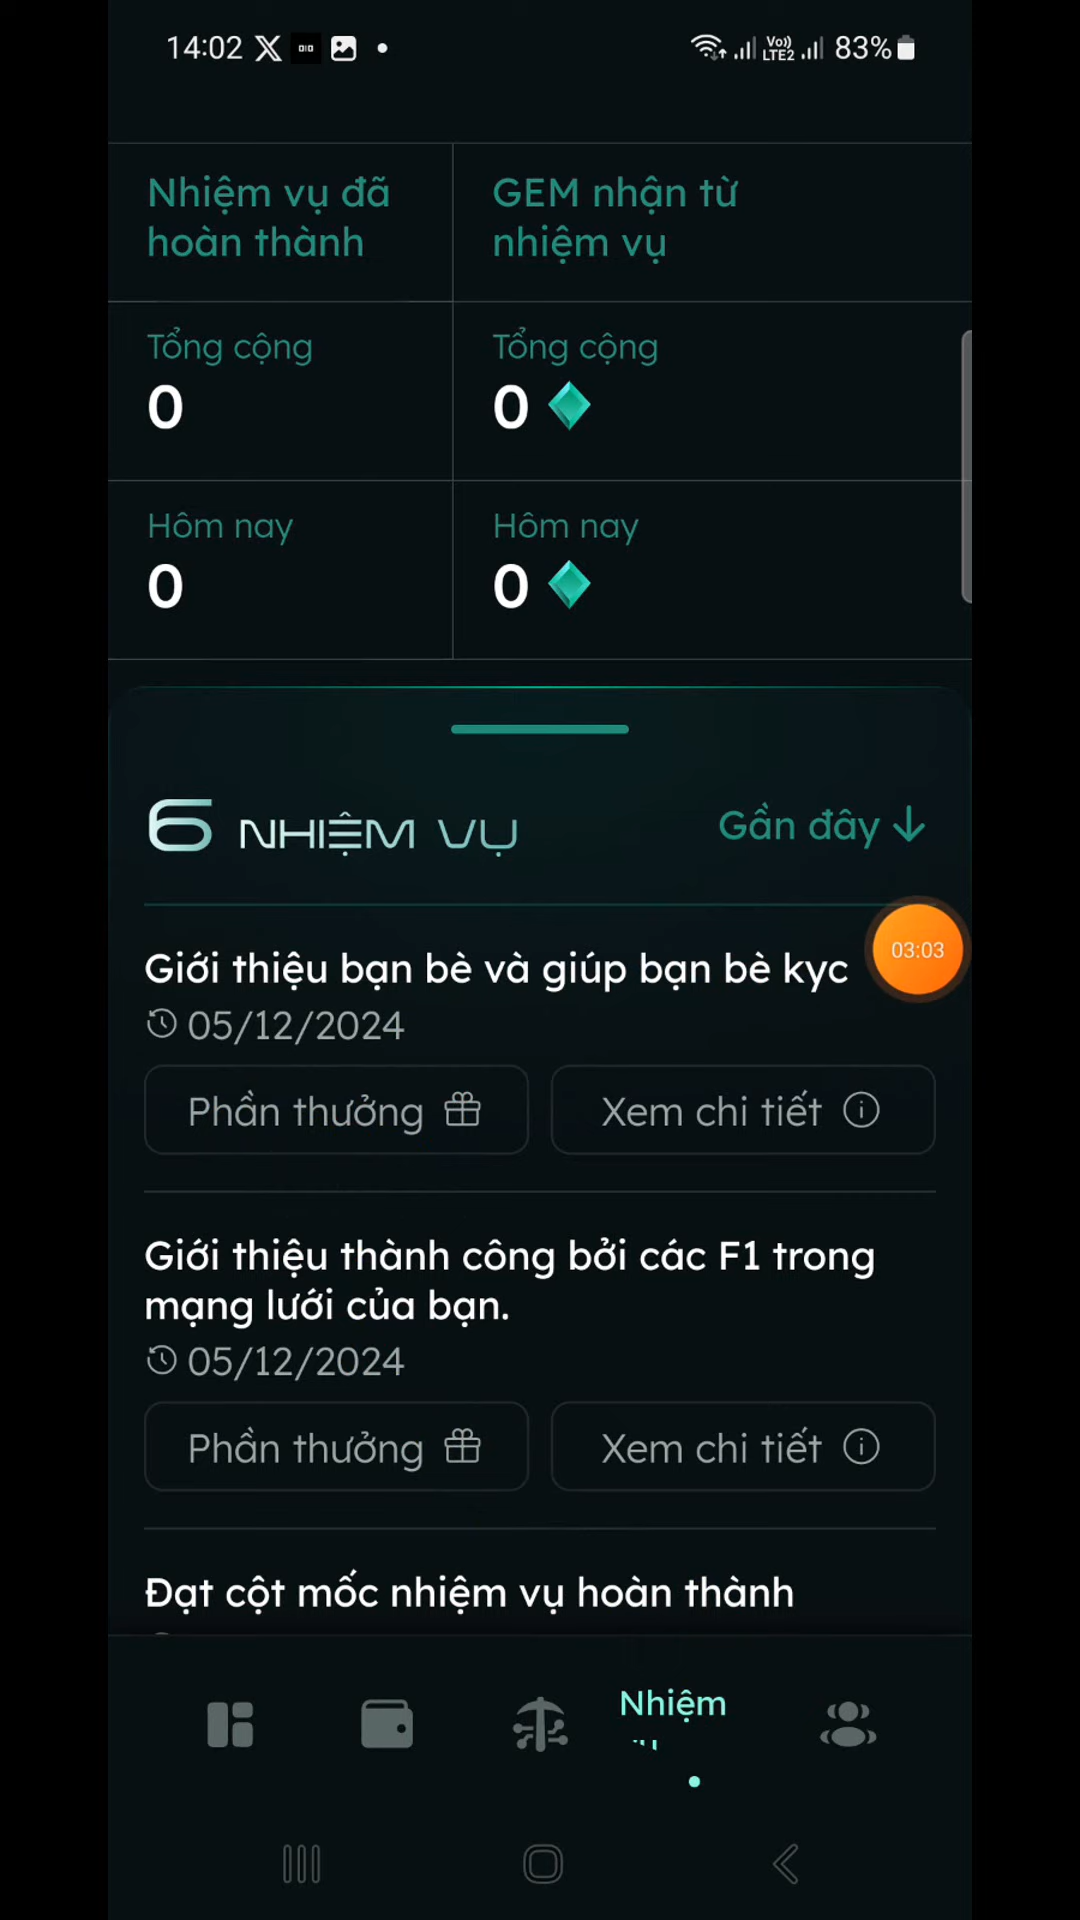 14:02
Vo))
LTE2
83%
Nhiệm vụ đã
hoàn thành
GEM nhận từ
nhiệm vụ
Tổng cộng
0
Tổng cộng
0
Hôm nay
0
Hôm nay
0
6 NHIỆM VỤ
Gần đây
03:03
Giới thiệu bạn bè và giúp bạn bè kyc
05/12/2024
Phần thưởng
Xem chi tiết
Giới thiệu thành công bởi các F1 trong
mạng lưới của bạn.
05/12/2024
Phần thưởng
Xem chi tiết
Đạt cột mốc nhiệm vụ hoàn thành
Nhiệm